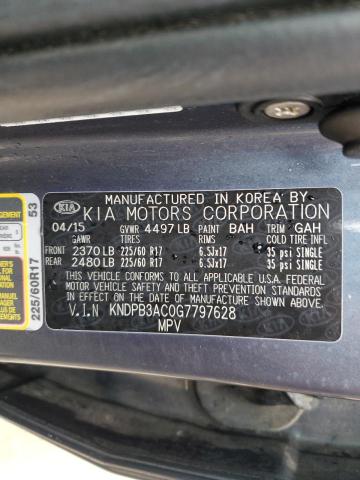 MANUFACTURED IN KOREA BY
KIA KIA MOTORS CORPORATION
04/15 GVWR 4497LB PAINT BAH TRIM GAH
GAWR TIRES RIMS COLD TIRE INFL
FRONT 2370 LB 225/60 R17 6.5Jx17 35 psi SINGLE
REAR 2480 LB 225/60 R17 6.5Jx17 35 psi SINGLE
THIS VEHICLE CONFORMS TO ALL APPLICABLE U.S.A. FEDERAL
MOTOR VEHICLE SAFETY, BUMPER, AND THEFT PREVENTION STANDARDS
IN EFFECT ON THE DATE OF MANUFACTURE SHOWN ABOVE.
V.I.N KNDPB3AC0G7797628
MPV
225/60R17 53